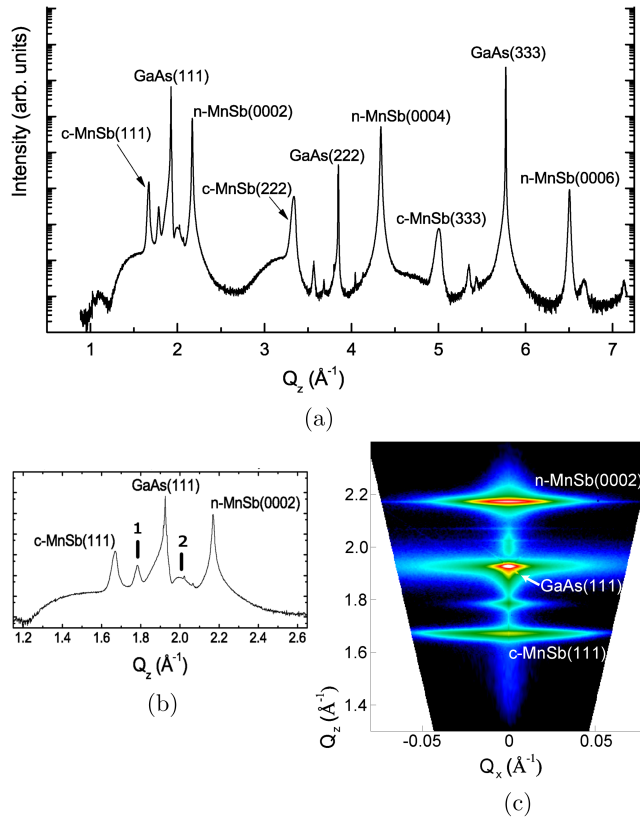 Intensity (arb. units)
GaAs(333)
GaAs(111)
n-MnSb(0002)
c-MnSb(111)
n-MnSb(0004)
GaAs(222)
c-MnSb(222)
n-MnSb(0006)
c-MnSb(333)
1 2 3 4 5 6 7
Q_z (Å⁻¹)
(a)
GaAs(111)
n-MnSb(0002)
c-MnSb(111)
1
2
1.2 1.4 1.6 1.8 2.0 2.2 2.4 2.6
Q_z (Å⁻¹)
(b)
n-MnSb(0002)
GaAs(111)
c-MnSb(111)
2.2
2.0
1.8
1.6
1.4
Q_z (Å⁻¹)
-0.05 0 0.05
Q_x (Å⁻¹)
(c)